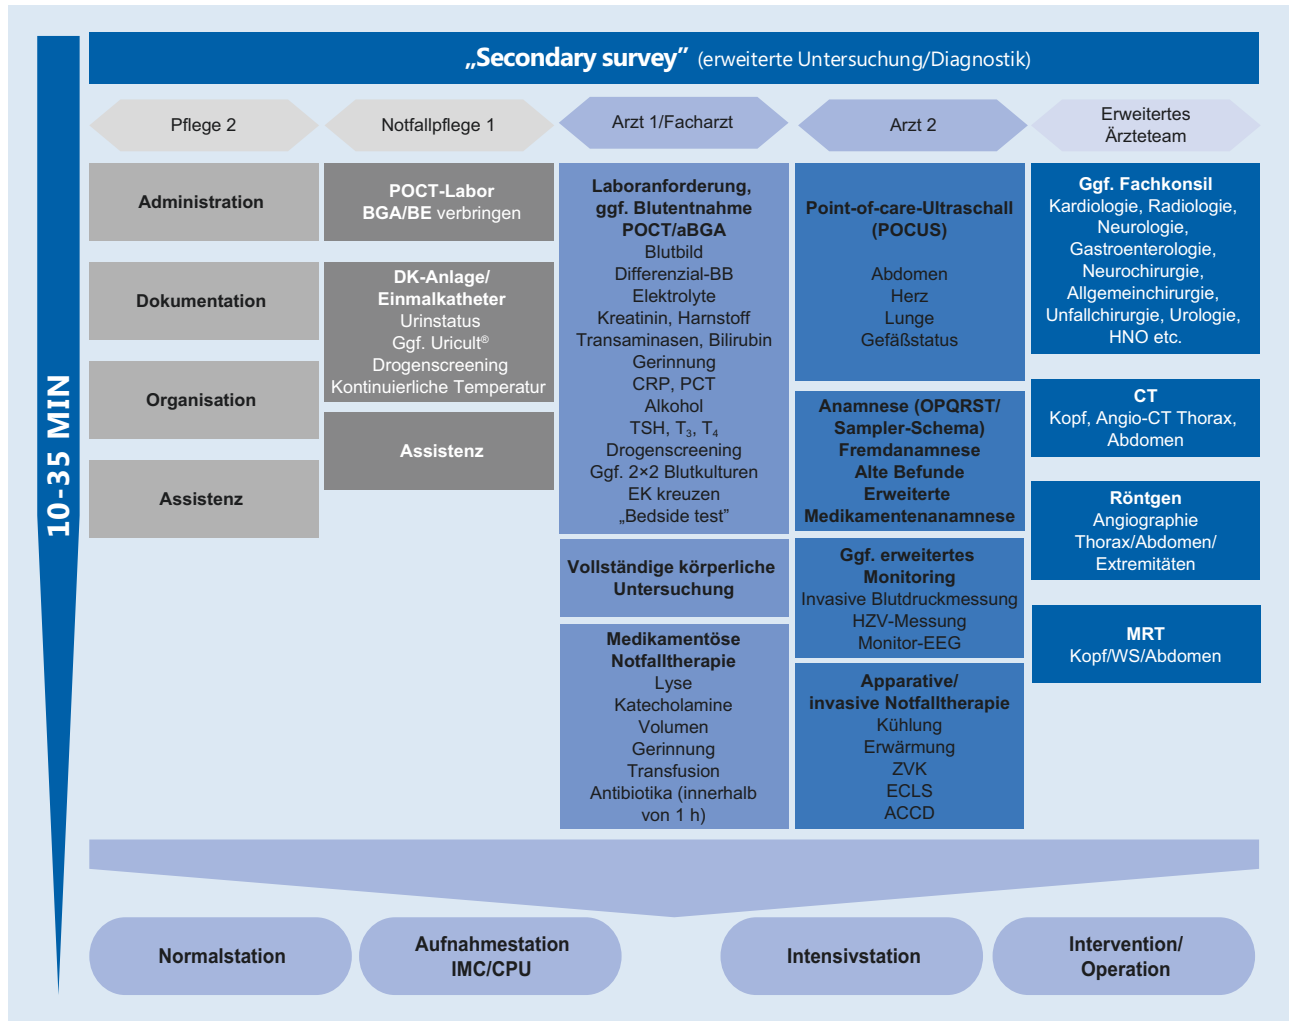 „Secondary survey” (erweiterte Untersuchung/Diagnostik)
10-35 MIN
Pflege 2
Administration
Dokumentation
Organisation
Assistenz
Notfallpflege 1
POCT-Labor
BGA/BE verbringen
DK-Anlage/
Einmalkatheter
Urinstatus
Ggf. Uricult®
Drogenscreening
Kontinuierliche Temperatur
Assistenz
Arzt 1/Facharzt
Laboranforderung,
ggf. Blutentnahme
POCT/aBGA
Blutbild
Differenzial-BB
Elektrolyte
Kreatinin, Harnstoff
Transaminasen, Bilirubin
Gerinnung
CRP, PCT
Alkohol
TSH, T₃, T₄
Drogenscreening
Ggf. 2×2 Blutkulturen
EK kreuzen
„Bedside test”
Vollständige körperliche
Untersuchung
Medikamentöse
Notfalltherapie
Lyse
Katecholamine
Volumen
Gerinnung
Transfusion
Antibiotika (innerhalb
von 1 h)
Arzt 2
Point-of-care-Ultraschall
(POCUS)
Abdomen
Herz
Lunge
Gefäßstatus
Anamnese (OPQRST/
Sampler-Schema)
Fremdanamnese
Alte Befunde
Erweiterte
Medikamentenanamnese
Ggf. erweitertes
Monitoring
Invasive Blutdruckmessung
HZV-Messung
Monitor-EEG
Apparative/
invasive Notfalltherapie
Kühlung
Erwärmung
ZVK
ECLS
ACCD
Erweitertes
Ärzteteam
Ggf. Fachkonsil
Kardiologie, Radiologie,
Neurologie,
Gastroenterologie,
Neurochirurgie,
Allgemeinchirurgie,
Unfallchirurgie, Urologie,
HNO etc.
CT
Kopf, Angio-CT Thorax,
Abdomen
Röntgen
Angiographie
Thorax/Abdomen/
Extremitäten
MRT
Kopf/WS/Abdomen
Normalstation
Aufnahmestation
IMC/CPU
Intensivstation
Intervention/
Operation